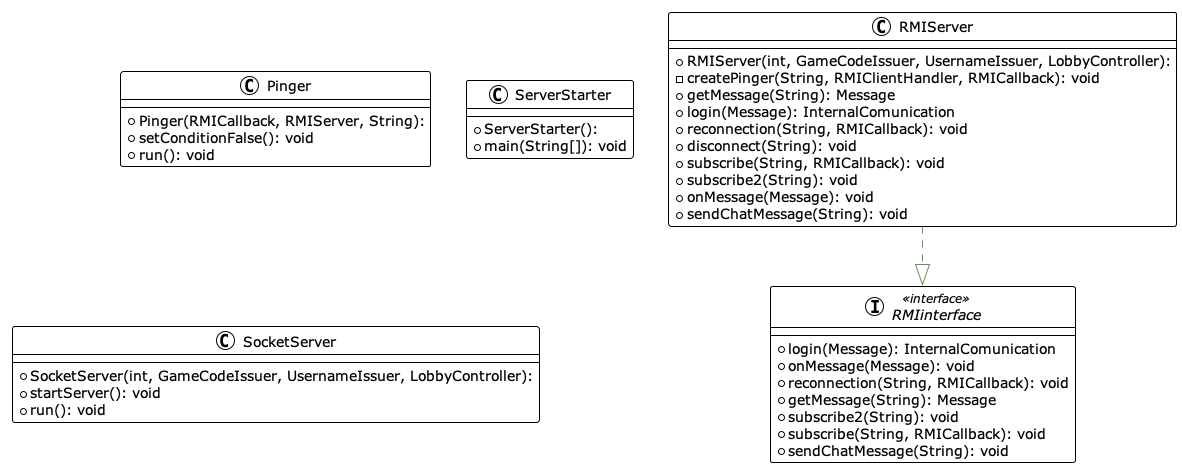 C Pinger
Pinger(RMICallback, RMIServer, String):
setConditionFalse(): void
run(): void
C ServerStarter
ServerStarter():
main(String[]): void
C RMIServer
RMIServer(int, GameCodeIssuer, UsernameIssuer, LobbyController):
createPinger(String, RMIClientHandler, RMICallback): void
getMessage(String): Message
login(Message): InternalComunication
reconnection(String, RMICallback): void
disconnect(String): void
subscribe(String, RMICallback): void
subscribe2(String): void
onMessage(Message): void
sendChatMessage(String): void
C SocketServer
SocketServer(int, GameCodeIssuer, UsernameIssuer, LobbyController):
startServer(): void
run(): void
«interface»
I RMIinterface
login(Message): InternalComunication
onMessage(Message): void
reconnection(String, RMICallback): void
getMessage(String): Message
subscribe2(String): void
subscribe(String, RMICallback): void
sendChatMessage(String): void